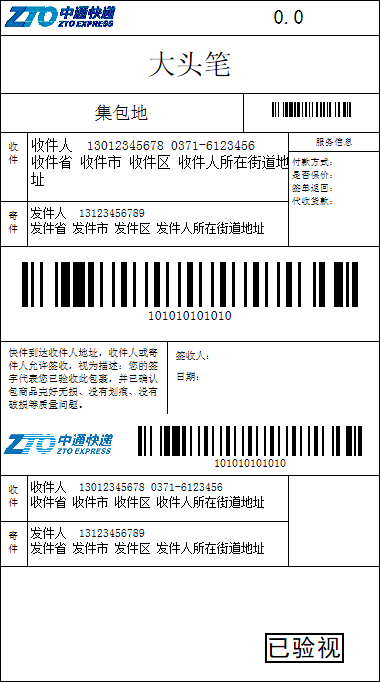 ZTO 中通快递
ZTO EXPRESS
0.0
大头笔
集包地
收件
收件人 13012345678 0371-6123456
收件省 收件市 收件区 收件人所在街道地
址
服务信息
付款方式:
是否保价:
签单返回:
代收货款:
寄件
发件人 13123456789
发件省 发件市 发件区 发件人所在街道地址
101010101010
快件到达收件人地址，收件人或寄
件人允许签收，视为描述：您的签
字代表您已验收此包裹，并已确认
包商品完好无损、没有划痕、没有
破损等质量问题。
签收人:
日期:
ZTO 中通快递
ZTO EXPRESS
101010101010
收件
收件人 13012345678 0371-6123456
收件省 收件市 收件区 收件人所在街道地址
寄件
发件人 13123456789
发件省 发件市 发件区 发件人所在街道地址
已验视